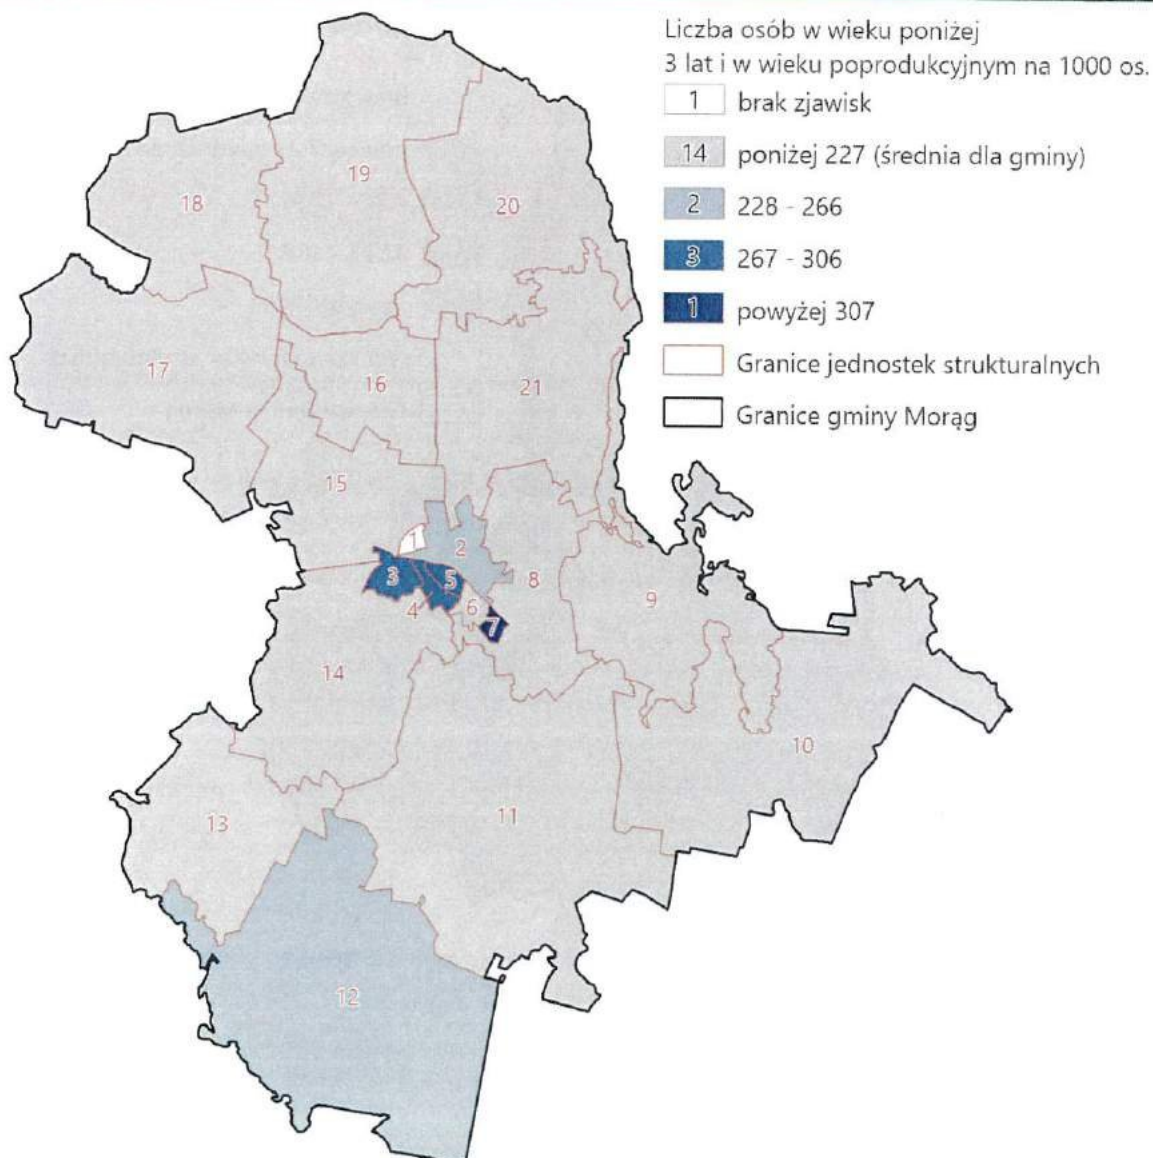 Liczba osób w wieku poniżej
3 lat i w wieku poprodukcyjnym na 1000 os.
1 brak zjawisk
14 poniżej 227 (średnia dla gminy)
2 228 - 266
3 267 - 306
1 powyżej 307
Granice jednostek strukturalnych
Granice gminy Morąg
19
18
20
17
16
21
15
1
2
3
5
8
4
6
7
9
14
10
11
13
12